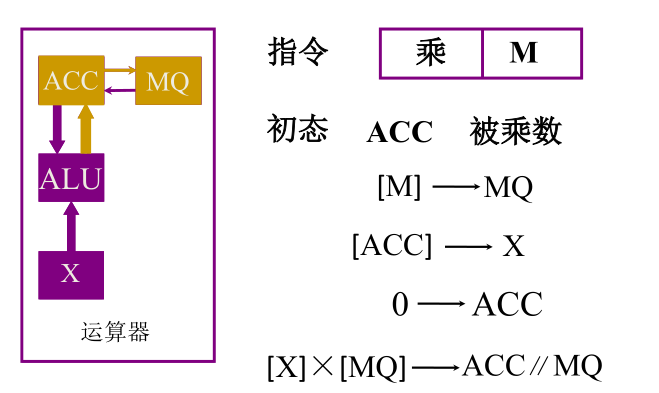 ACC
MQ
ALU
X
运算器
指令 乘 M
初态 ACC 被乘数
[M] ⟶ MQ
[ACC] ⟶ X
0 ⟶ ACC
[X]×[MQ] ⟶ ACC∥MQ